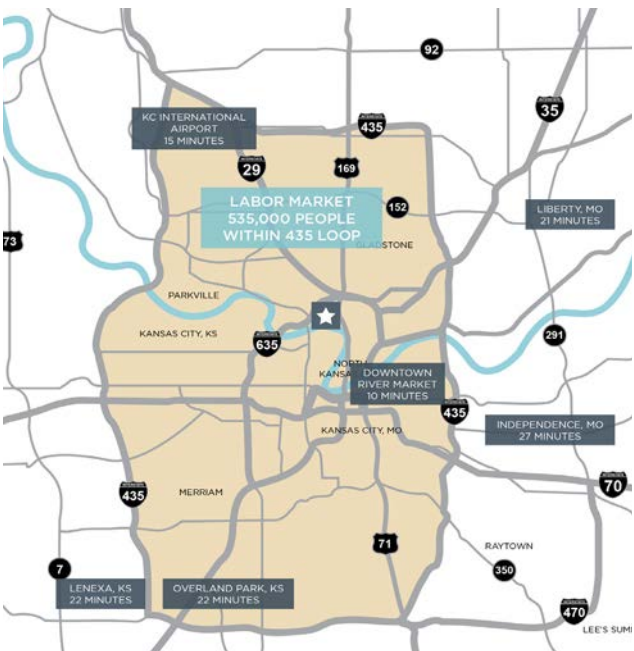 92
35
KC INTERNATIONAL
AIRPORT
15 MINUTES
435
29
169
LABOR MARKET
535,000 PEOPLE
WITHIN 435 LOOP
152
LIBERTY, MO
21 MINUTES
73
GLADSTONE
PARKVILLE
KANSAS CITY, KS
635
291
NORTH
KANSAS
DOWNTOWN
RIVER MARKET
10 MINUTES
435
KANSAS CITY, MO
INDEPENDENCE, MO
27 MINUTES
70
435
MERRIAM
71
RAYTOWN
350
7
LENEXA, KS
22 MINUTES
OVERLAND PARK, KS
22 MINUTES
470
LEE'S SUM